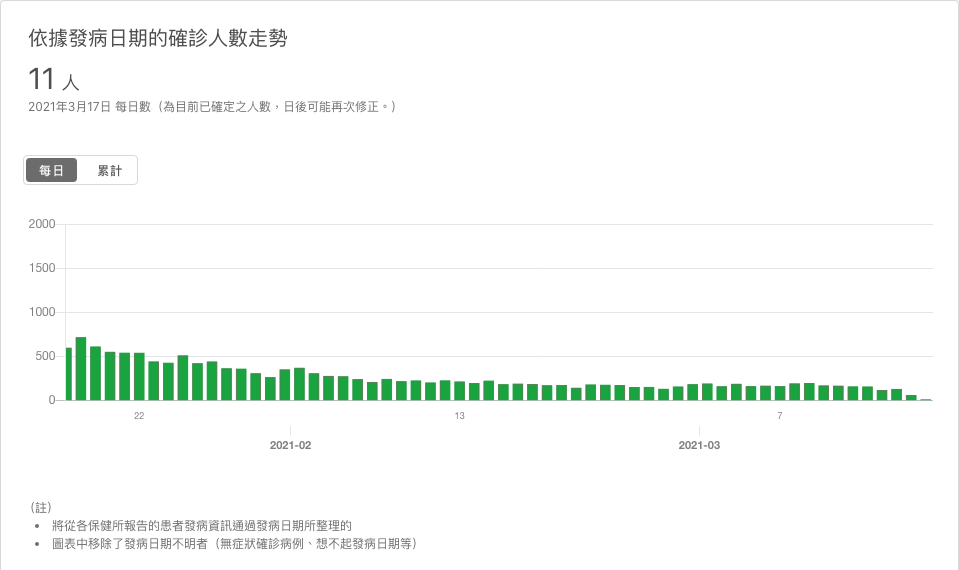 依據發病日期的確診人數走勢
11 人
2021年3月17日 每日數（為目前已確定之人數，日後可能再次修正。）
每日 累計
2000
1500
1000
500
0
22 13 7
2021-02 2021-03
（註）
• 將從各保健所報告的患者發病資訊通過發病日期所整理的
• 圖表中移除了發病日期不明者（無症狀確診病例、想不起發病日期等）